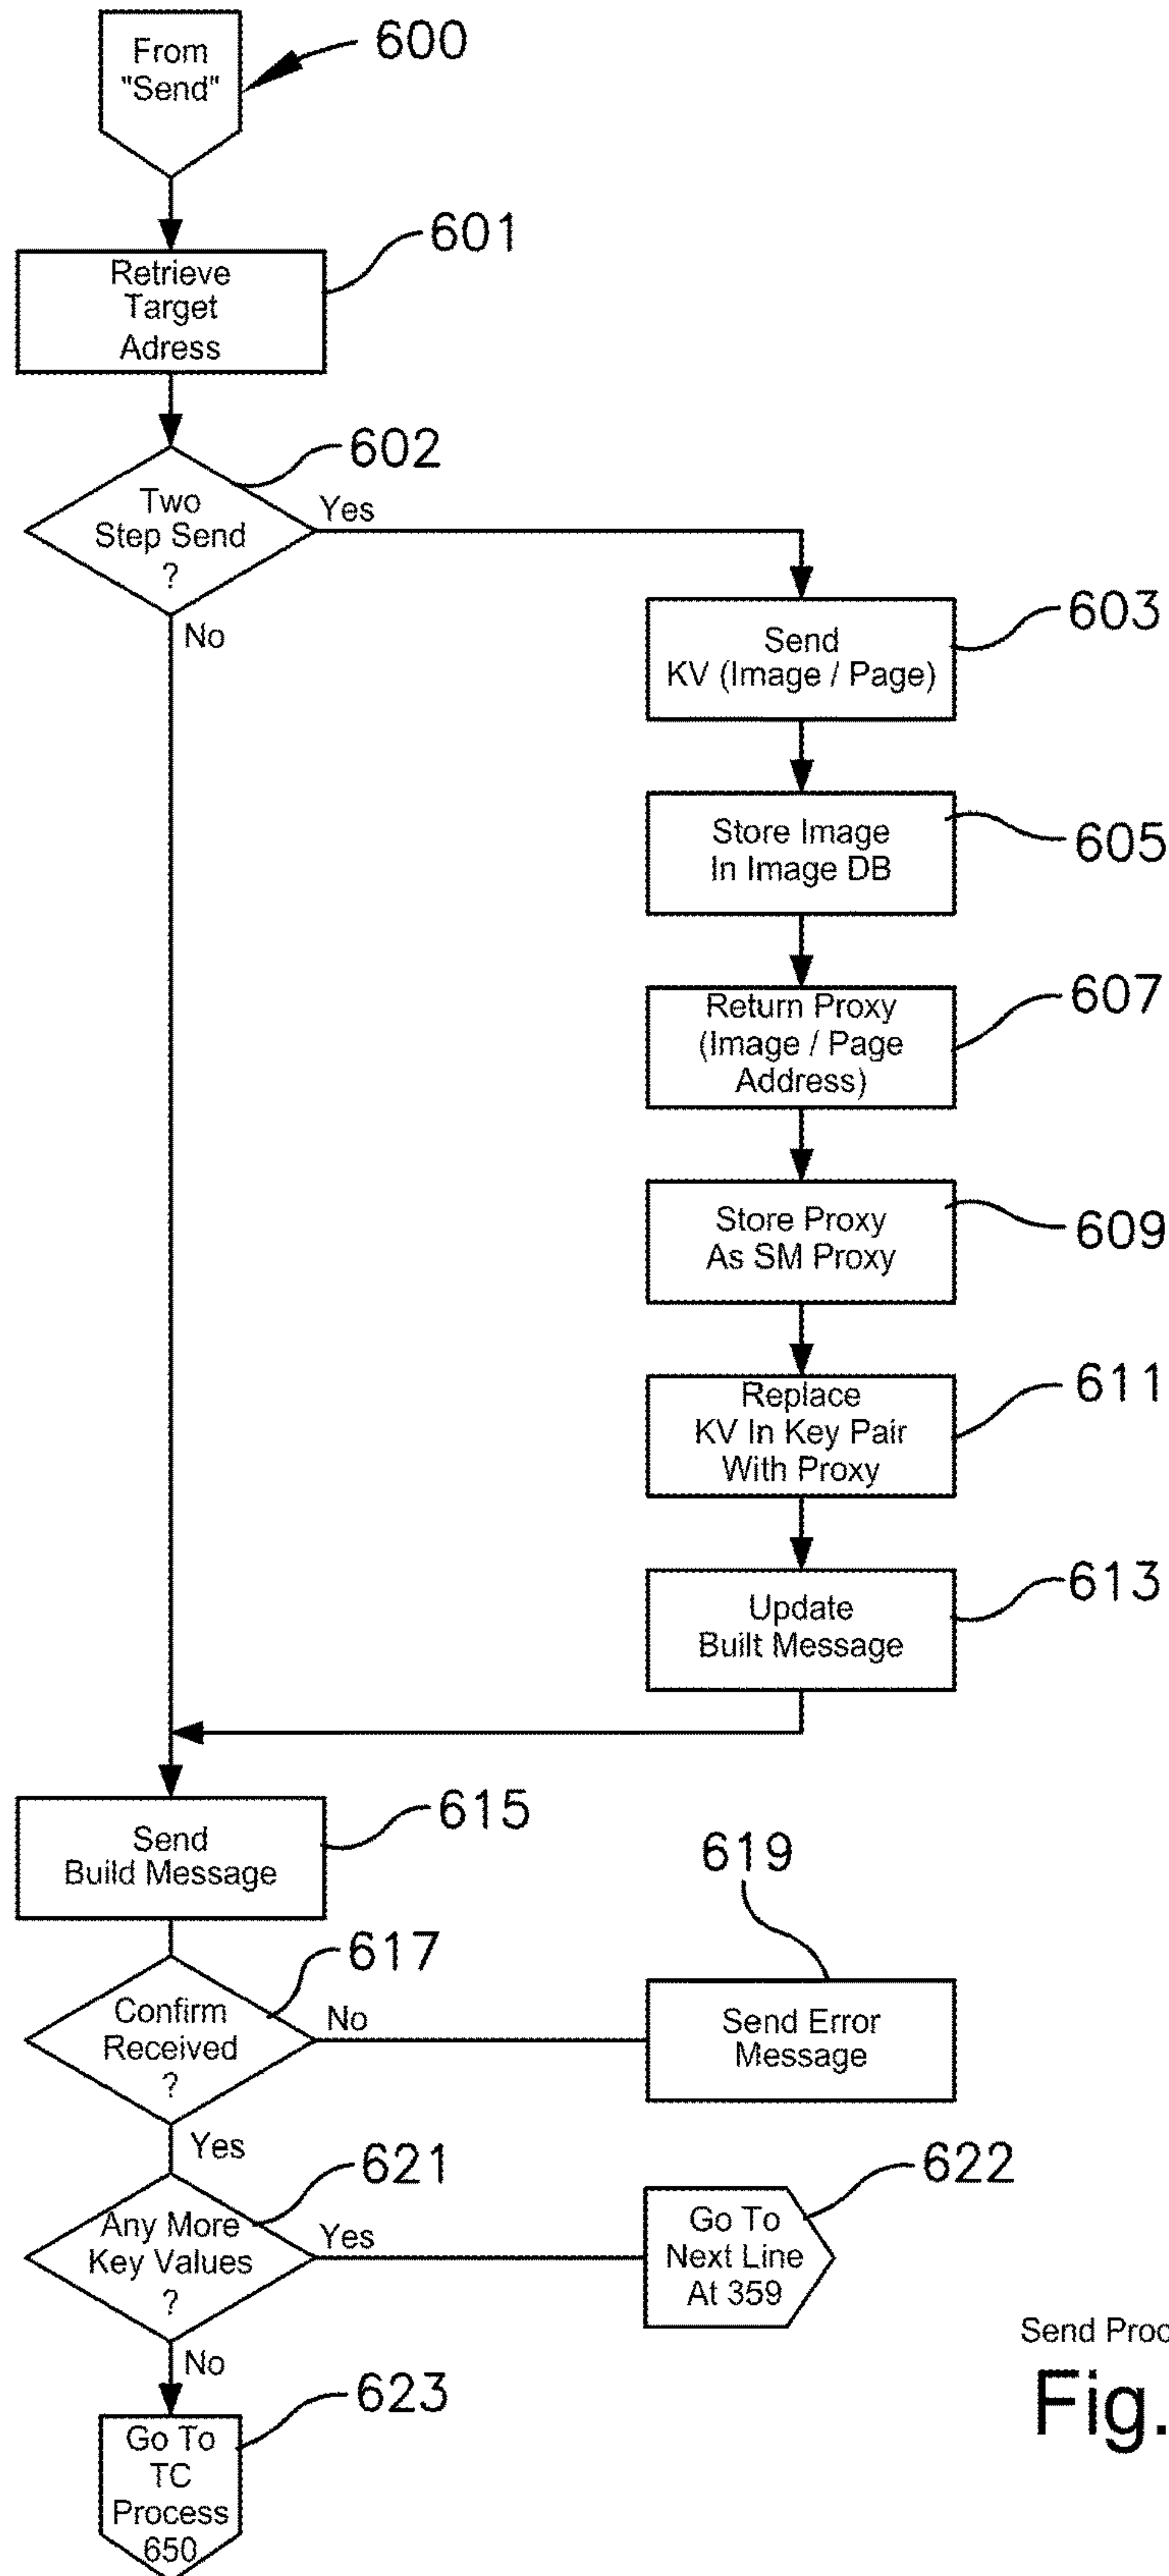 From
"Send"
600
Retrieve
Target
Adress
601
Two
Step Send
?
602
Yes
No
Send
KV (Image / Page)
603
Store Image
In Image DB
605
Return Proxy
(Image / Page
Address)
607
Store Proxy
As SM Proxy
609
Replace
KV In Key Pair
With Proxy
611
Update
Built Message
613
Send
Build Message
615
Confirm
Received
?
617
No
Yes
Send Error
Message
619
Any More
Key Values
?
621
Yes
No
Go To
Next Line
At 359
622
Go To
TC
Process
650
623
Send Proc
Fig.